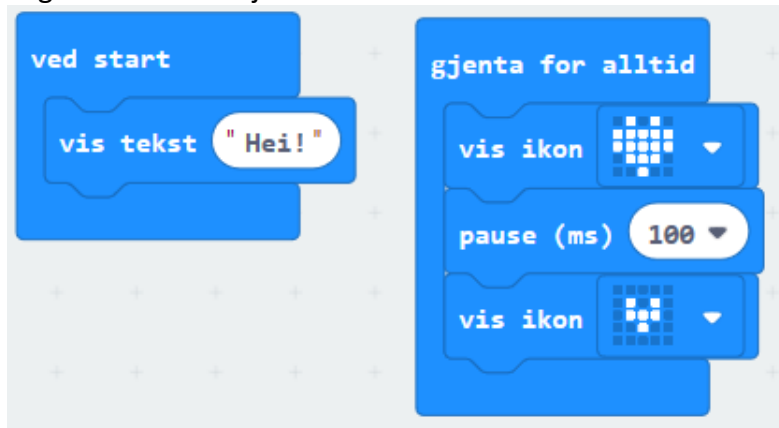 ved start
vis tekst "Hei!"
gjenta for alltid
vis ikon
pause (ms) 100
vis ikon